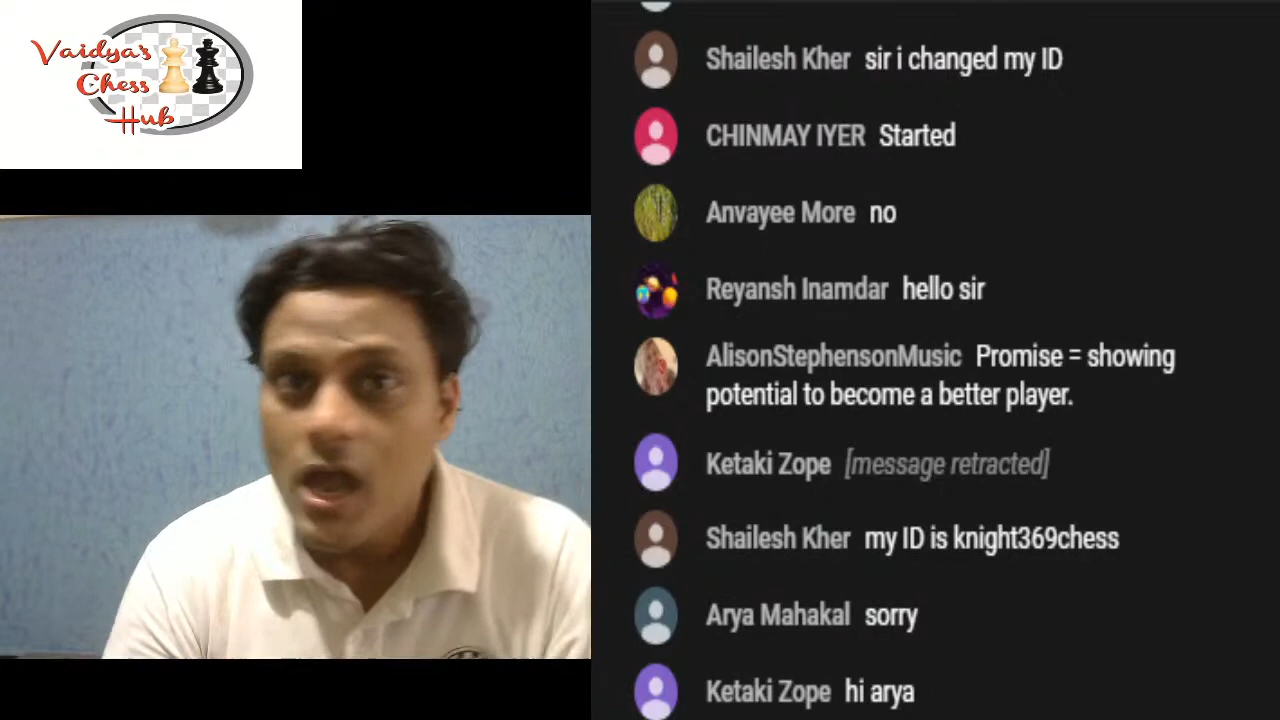 Vaidya's
Chess
Hub
Shailesh Kher sir i changed my ID
CHINMAY IYER Started
Anvayee More no
Reyansh Inamdar hello sir
AlisonStephensonMusic Promise = showing
potential to become a better player.
Ketaki Zope [message retracted]
Shailesh Kher my ID is knight369chess
Arya Mahakal sorry
Ketaki Zope hi arya